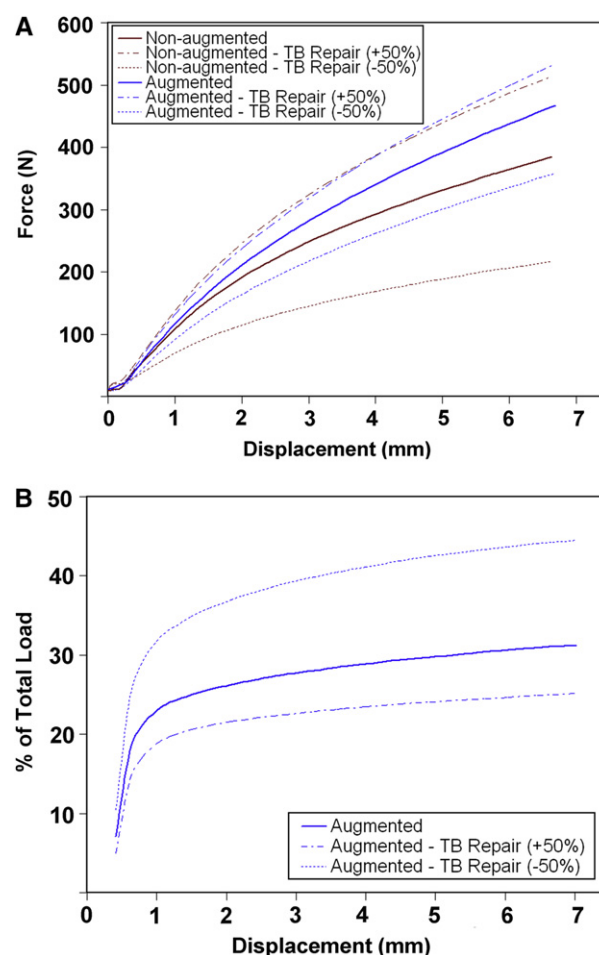 A
600
500
400
300
200
100
0 1 2 3 4 5 6 7
Force (N)
Displacement (mm)
Non-augmented
Non-augmented - TB Repair (+50%)
Non-augmented - TB Repair (-50%)
Augmented
Augmented - TB Repair (+50%)
Augmented - TB Repair (-50%)
B
50
40
30
20
10
0 1 2 3 4 5 6 7
% of Total Load
Displacement (mm)
Augmented
Augmented - TB Repair (+50%)
Augmented - TB Repair (-50%)